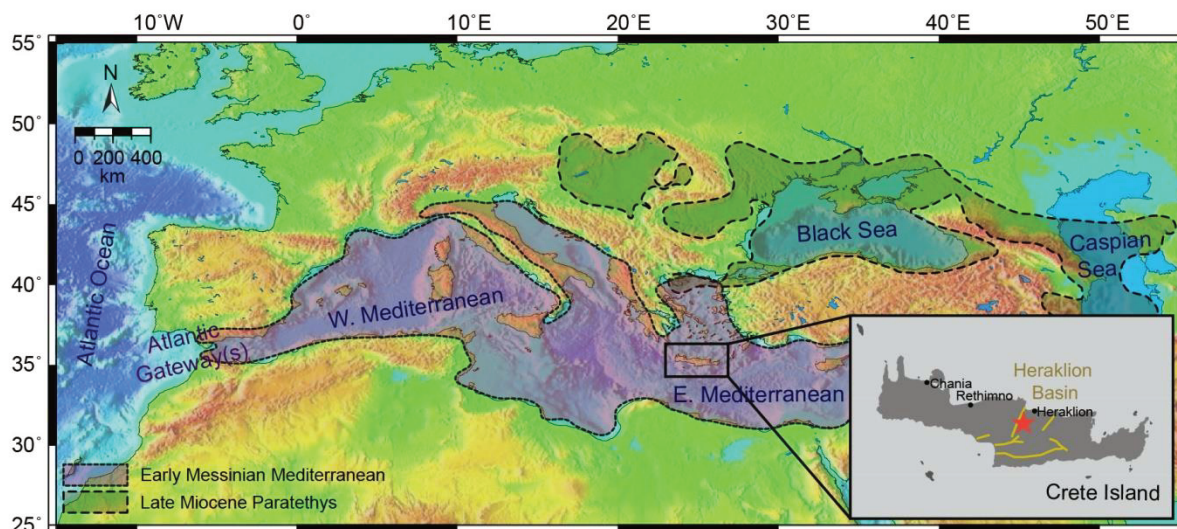 10°W 0° 10°E 20°E 30°E 40°E 50°E
55°
50°
45°
40°
35°
30°
25°
N
0 200 400
km
Atlantic Ocean
Atlantic
Gateway(s)
W. Mediterranean
E. Mediterranean
Black Sea
Caspian
Sea
Early Messinian Mediterranean
Late Miocene Paratethys
Chania
Rethimno
Heraklion
Basin
Heraklion
Crete Island